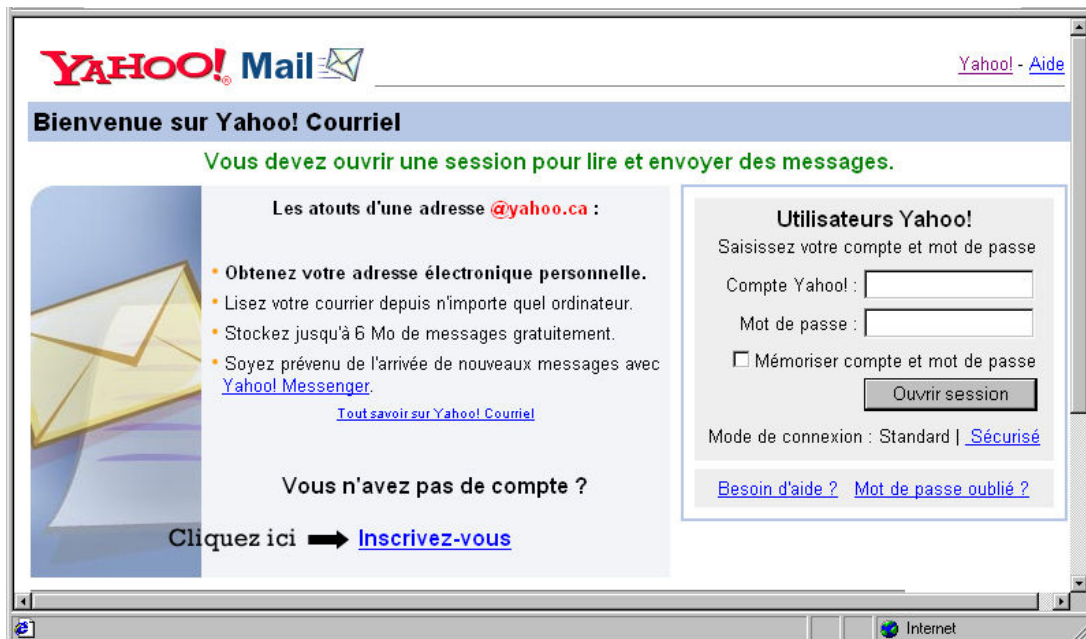 YAHOO!® Mail
Yahoo! - Aide
Bienvenue sur Yahoo! Courriel
Vous devez ouvrir une session pour lire et envoyer des messages.
Les atouts d'une adresse @yahoo.ca :
• Obtenez votre adresse électronique personnelle.
• Lisez votre courrier depuis n'importe quel ordinateur.
• Stockez jusqu'à 6 Mo de messages gratuitement.
• Soyez prévenu de l'arrivée de nouveaux messages avec
Yahoo! Messenger.
Tout savoir sur Yahoo! Courriel
Vous n'avez pas de compte ?
Cliquez ici ➡ Inscrivez-vous
Utilisateurs Yahoo!
Saisissez votre compte et mot de passe
Compte Yahoo! :
Mot de passe :
Mémoriser compte et mot de passe
Ouvrir session
Mode de connexion : Standard | Sécurisé
Besoin d'aide ? Mot de passe oublié ?
Internet